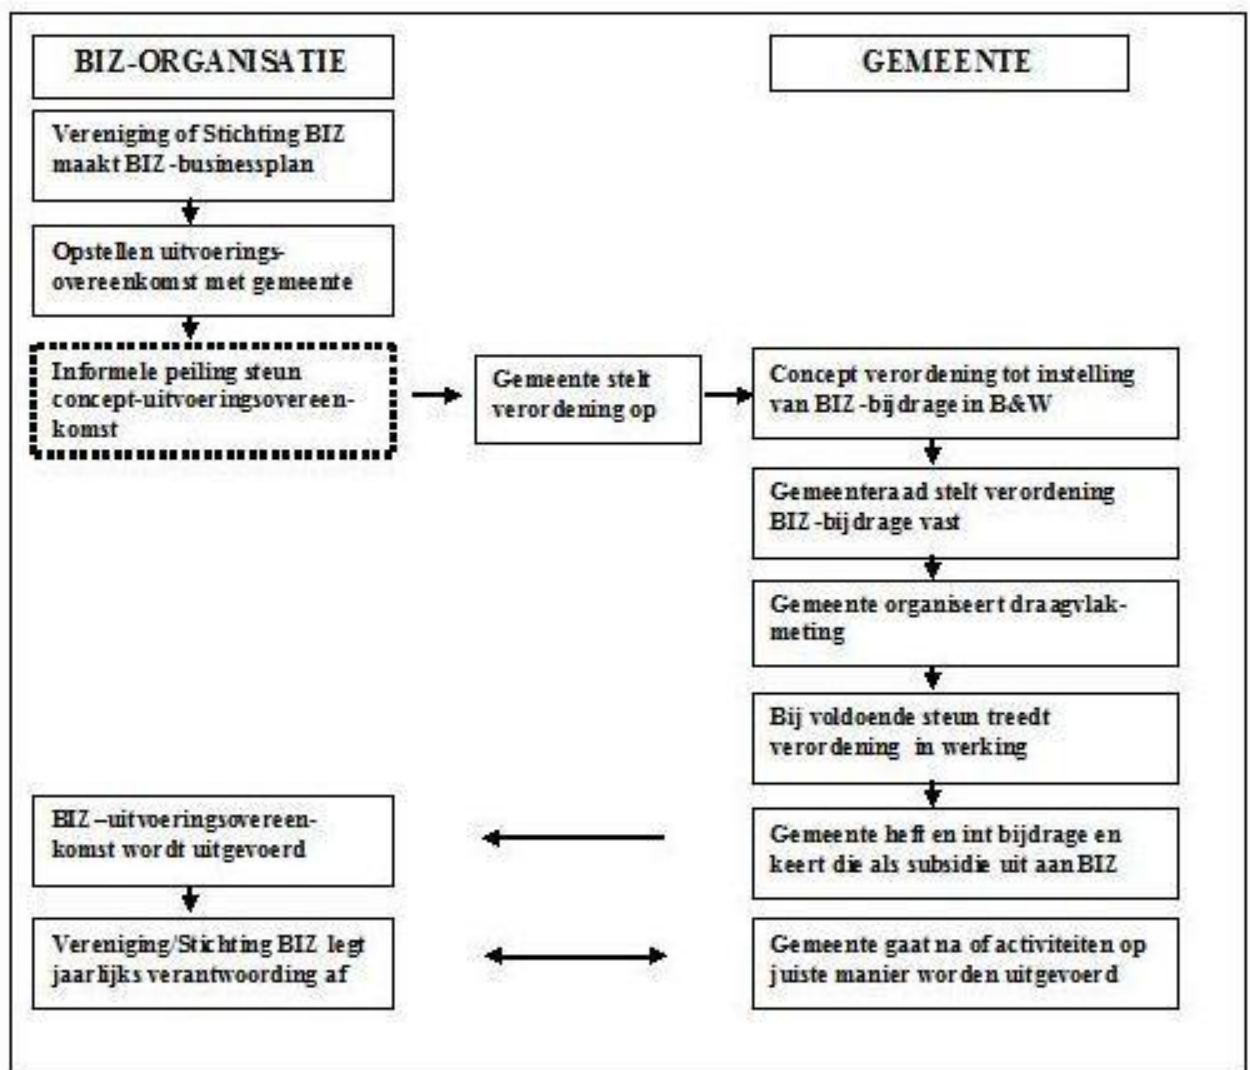 BIZ-ORGANISATIE
GEMEENTE
Vereniging of Stichting BIZ
maakt BIZ-businessplan
Opstellen uitvoerings-
overeenkomst met gemeente
Informele peiling steun
concept-uitvoeringsovereen-
komst
Gemeente stelt
verordening op
Concept verordening tot instelling
van BIZ-bijdrage in B&W
Gemeenteraad stelt verordening
BIZ-bijdrage vast
Gemeente organiseert draagvlak-
meting
Bij voldoende steun treedt
verordening in werking
Gemeente heft en int bijdrage en
keert die als subsidie uit aan BIZ
BIZ–uitvoeringsovereen-
komst wordt uitgevoerd
Vereniging/Stichting BIZ legt
jaarlijks verantwoording af
Gemeente gaat na of activiteiten op
juiste manier worden uitgevoerd